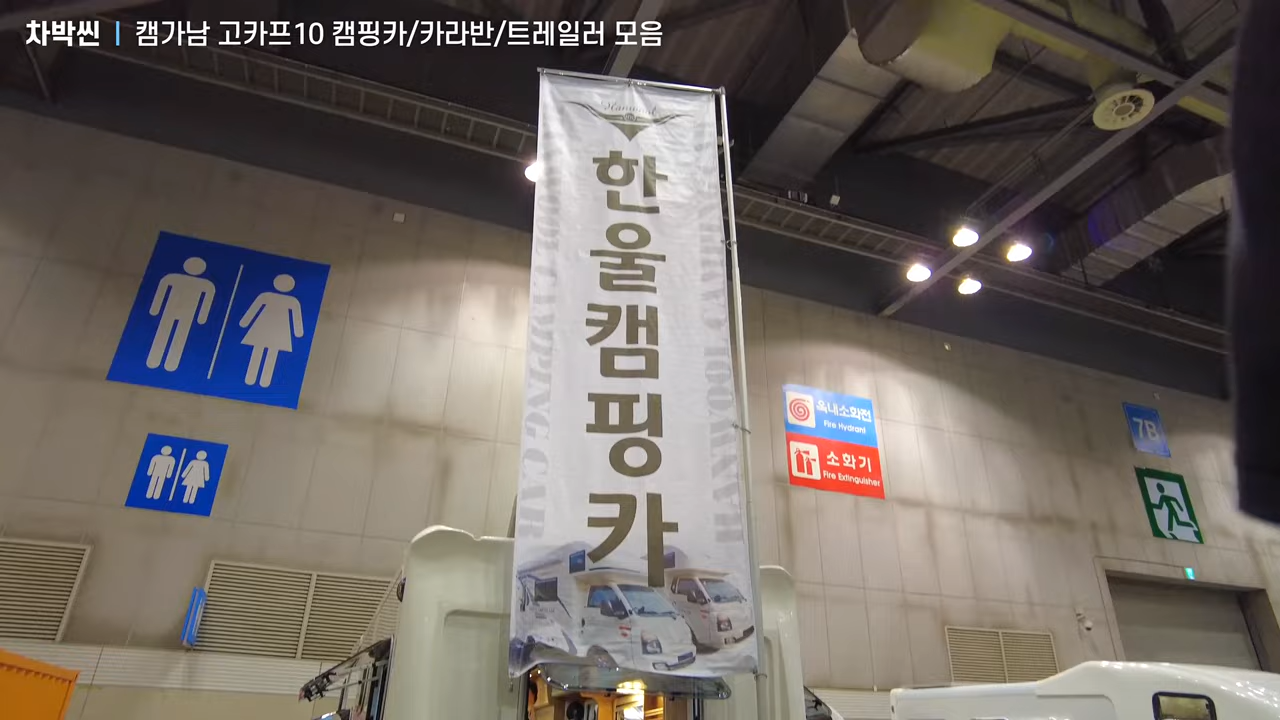 차박씬 | 캠가남 고카프10 캠핑카/카라반/트레일러 모음
한울캠핑카
옥내소화전
Fire Hydrant
소화기
Fire Extinguisher
7B